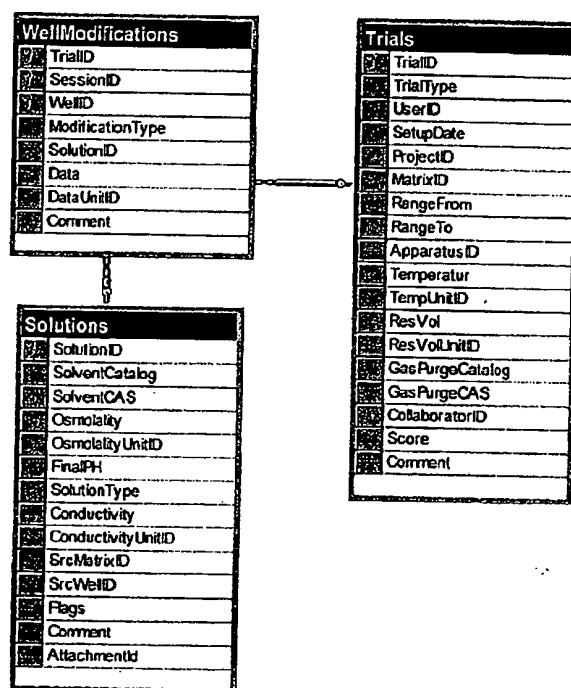 WellModifications
TrialID
SessionID
WellID
ModificationType
SolutionID
Data
DataUnitID
Comment
Trials
TrialID
TrialType
UserID
SetupDate
ProjectID
MatrixID
RangeFrom
RangeTo
ApparatusID
Temperatur
TempUnitID
ResVol
ResVolUnitID
GasPurgeCatalog
GasPurgeCAS
CollaboratorID
Score
Comment
Solutions
SolutionID
SolventCatalog
SolventCAS
Osmolality
OsmolalityUnitID
FinalPH
SolutionType
Conductivity
ConductivityUnitID
SrcMatrixID
SrcWellID
Flags
Comment
AttachmentId